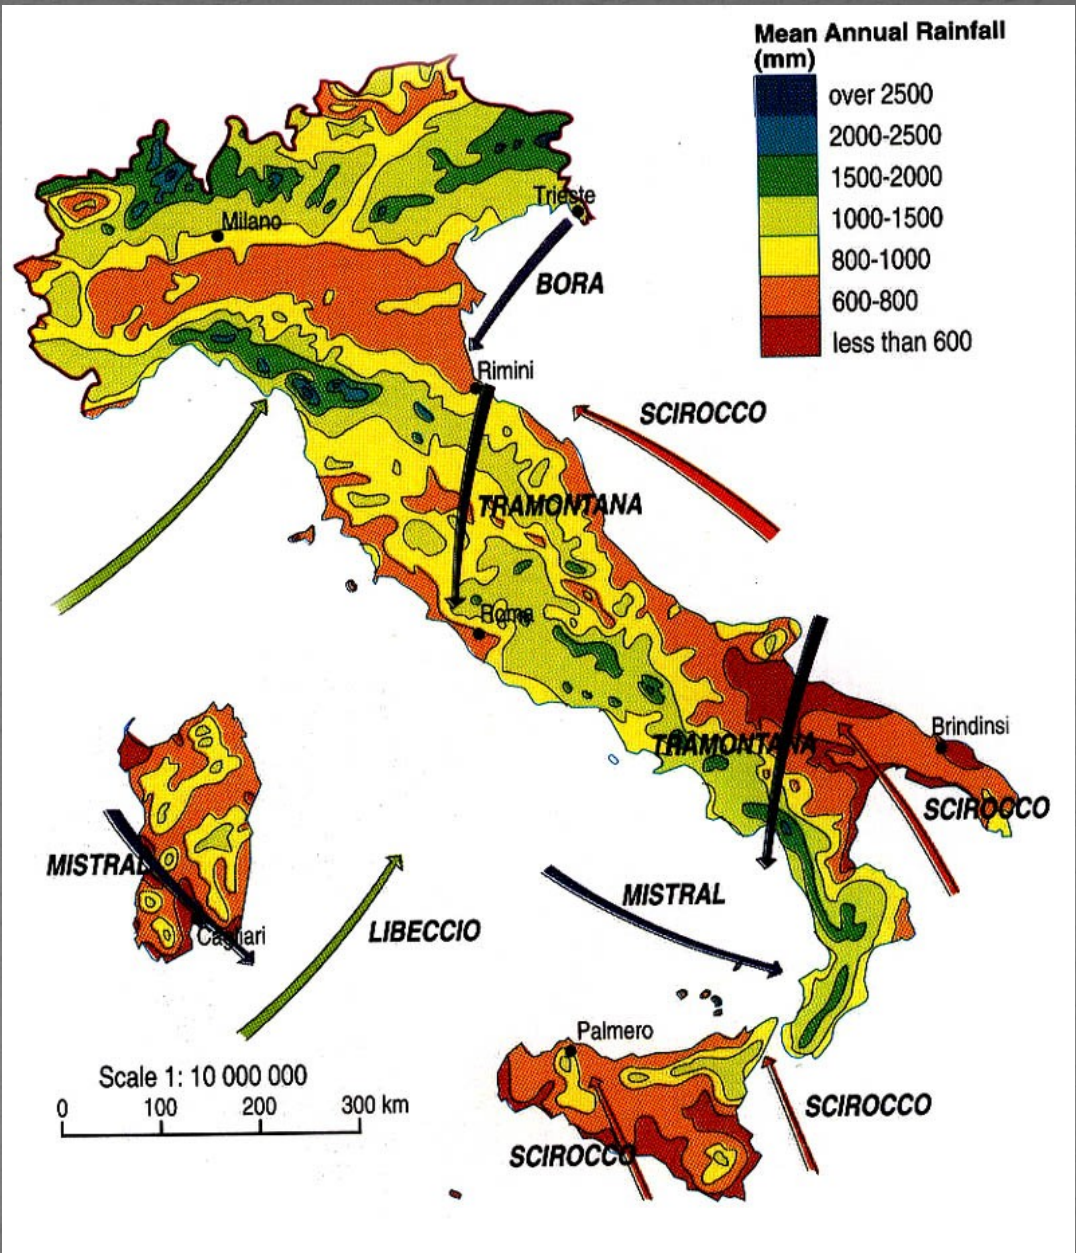 Mean Annual Rainfall
(mm)
over 2500
2000-2500
1500-2000
1000-1500
800-1000
600-800
less than 600
Trieste
Milano
BORA
Rimini
SCIROCCO
TRAMONTANA
Roma
Brindinsi
TRAMONTANA
SCIROCCO
MISTRAL
MISTRAL
LIBECCIO
Cagliari
Palmero
Scale 1: 10 000 000
0 100 200 300 km
SCIROCCO
SCIROCCO